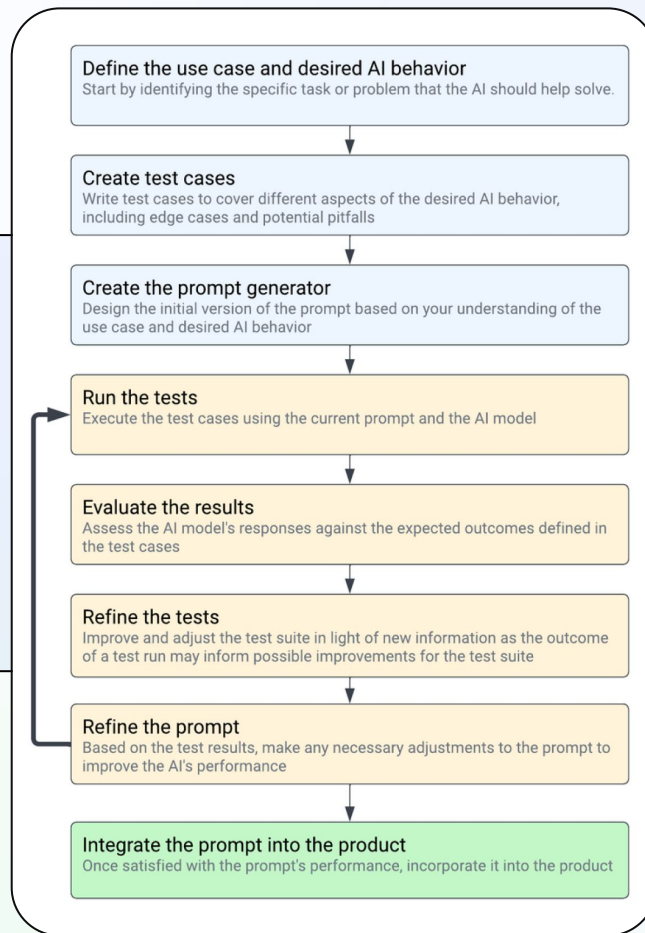 Define the use case and desired AI behavior
Start by identifying the specific task or problem that the AI should help solve.
Create test cases
Write test cases to cover different aspects of the desired AI behavior,
including edge cases and potential pitfalls
Create the prompt generator
Design the initial version of the prompt based on your understanding of the
use case and desired AI behavior
Run the tests
Execute the test cases using the current prompt and the AI model
Evaluate the results
Assess the AI model's responses against the expected outcomes defined in
the test cases
Refine the tests
Improve and adjust the test suite in light of new information as the outcome
of a test run may inform possible improvements for the test suite
Refine the prompt
Based on the test results, make any necessary adjustments to the prompt to
improve the AI's performance
Integrate the prompt into the product
Once satisfied with the prompt's performance, incorporate it into the product